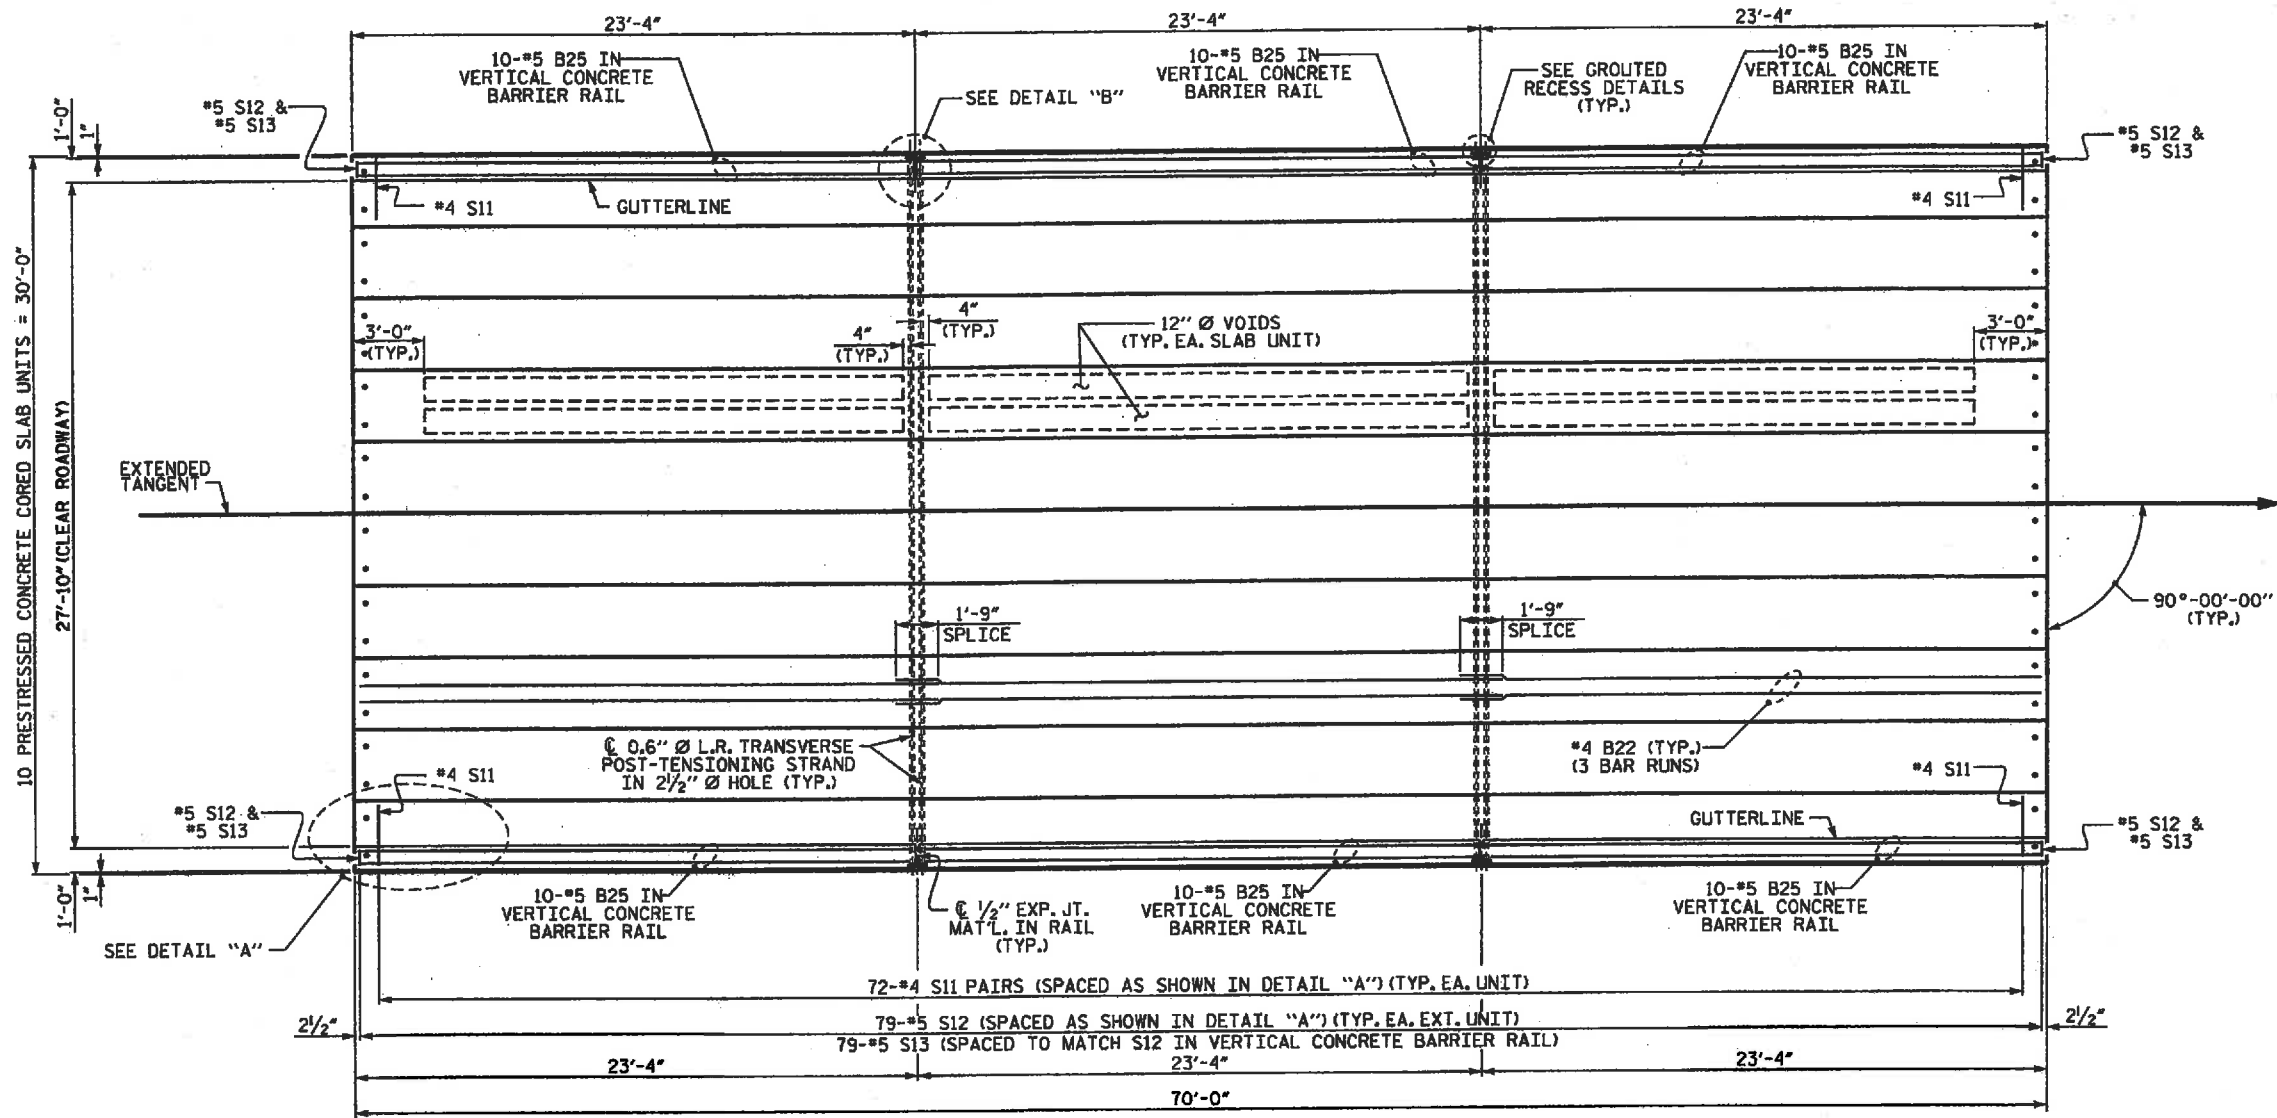 23'-4"
23'-4"
23'-4"
10-#5 B25 IN
VERTICAL CONCRETE
BARRIER RAIL
10-#5 B25 IN
VERTICAL CONCRETE
BARRIER RAIL
10-#5 B25 IN
VERTICAL CONCRETE
BARRIER RAIL
SEE GROUTED
RECESS DETAILS
(TYP.)
SEE DETAIL "B"
#5 S12 &
#5 S13
1'-0"
1"
#5 S12 &
#5 S13
#4 S11
GUTTERLINE
#4 S11
10 PRESTRESSED CONCRETE CORED SLAB UNITS = 30'-0"
27'-10" (CLEAR ROADWAY)
3'-0"
(TYP.)
4"
(TYP.)
4"
(TYP.)
12" Ø VOIDS
(TYP. EA. SLAB UNIT)
3'-0"
(TYP.)
EXTENDED
TANGENT
90°-00'-00"
(TYP.)
1'-9"
SPLICE
1'-9"
SPLICE
℄ 0.6" Ø L.R. TRANSVERSE
POST-TENSIONING STRAND
IN 2½" Ø HOLE (TYP.)
#4 B22 (TYP.)
(3 BAR RUNS)
#4 S11
#4 S11
#5 S12 &
#5 S13
GUTTERLINE
#5 S12 &
#5 S13
1'-0"
1"
10-#5 B25 IN
VERTICAL CONCRETE
BARRIER RAIL
℄ ½" EXP. JT.
MAT'L. IN RAIL
(TYP.)
10-#5 B25 IN
VERTICAL CONCRETE
BARRIER RAIL
10-#5 B25 IN
VERTICAL CONCRETE
BARRIER RAIL
SEE DETAIL "A"
72-#4 S11 PAIRS (SPACED AS SHOWN IN DETAIL "A") (TYP. EA. UNIT)
2½"
79-#5 S12 (SPACED AS SHOWN IN DETAIL "A") (TYP. EA. EXT. UNIT)
79-#5 S13 (SPACED TO MATCH S12 IN VERTICAL CONCRETE BARRIER RAIL)
2½"
23'-4"
23'-4"
23'-4"
70'-0"